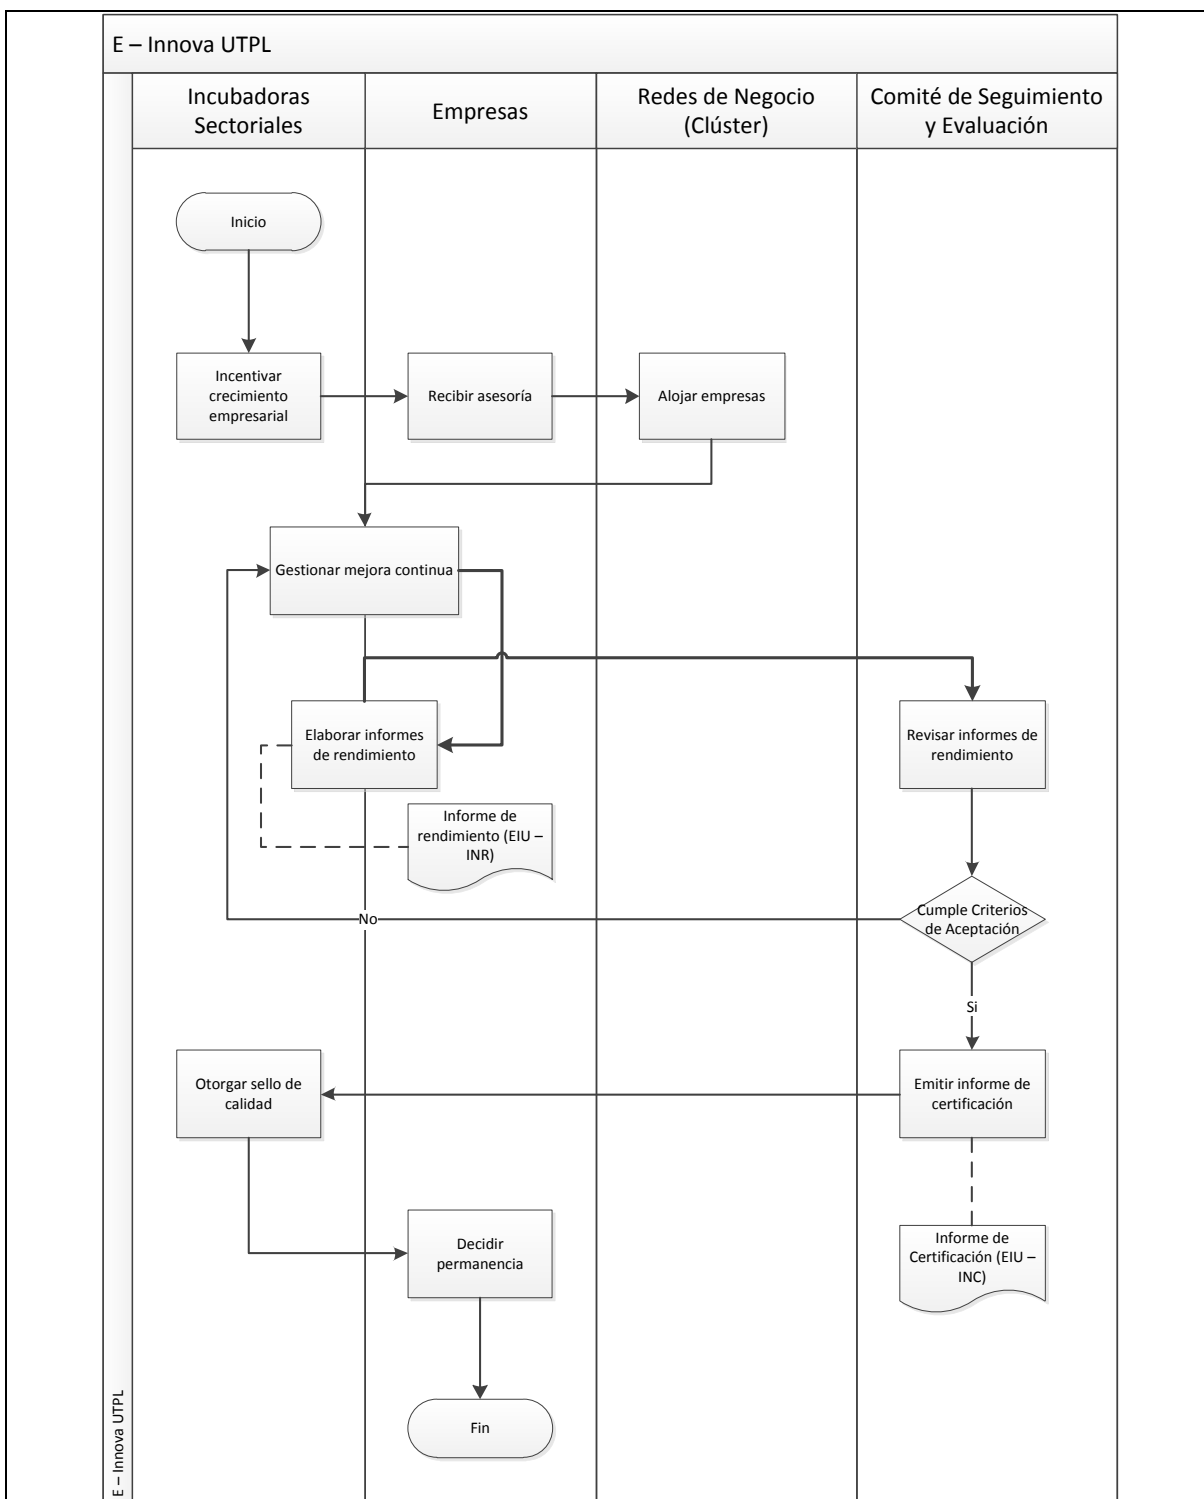 E – Innova UTPL
Incubadoras
Sectoriales
Empresas
Redes de Negocio
(Clúster)
Comité de Seguimiento
y Evaluación
Inicio
Incentivar
crecimiento
empresarial
Recibir asesoría
Alojar empresas
Gestionar mejora continua
Elaborar informes
de rendimiento
Revisar informes de
rendimiento
Informe de
rendimiento (EIU –
INR)
Cumple Criterios
de Aceptación
No
Si
Otorgar sello de
calidad
Emitir informe de
certificación
Decidir
permanencia
Informe de
Certificación (EIU –
INC)
Fin
E – Innova UTPL